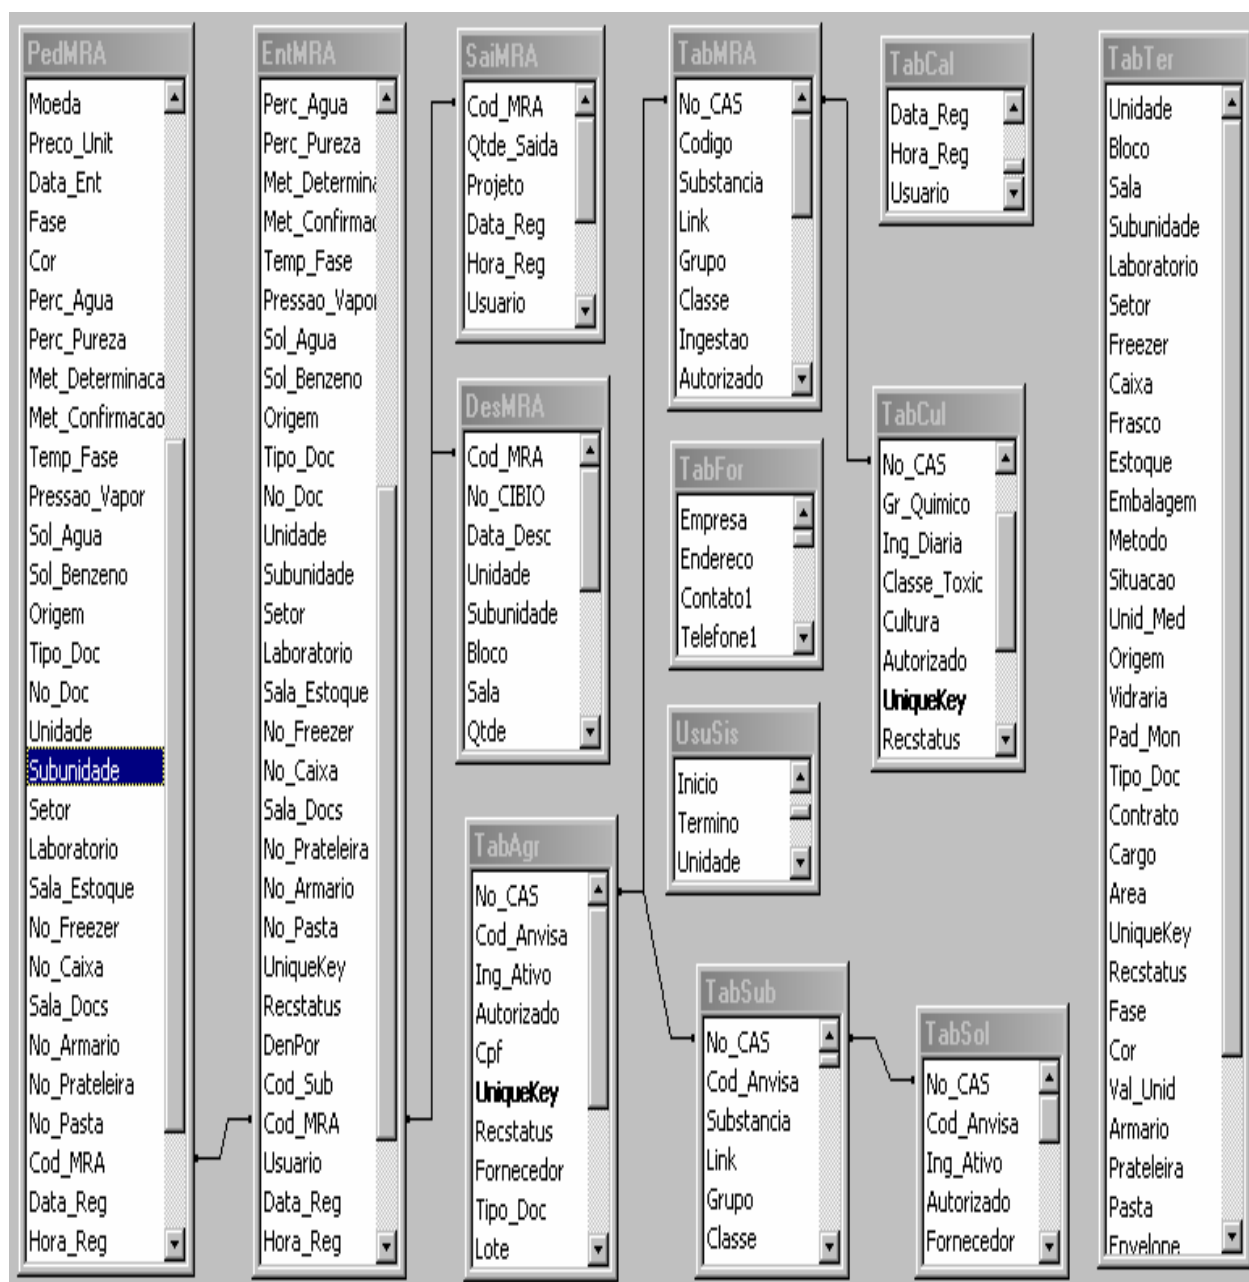 PedMRA
Moeda
Preco_Unit
Data_Ent
Fase
Cor
Perc_Agua
Perc_Pureza
Met_Determinaca
Met_Confirmacao
Temp_Fase
Pressao_Vapor
Sol_Agua
Sol_Benzeno
Origem
Tipo_Doc
No_Doc
Unidade
Subunidade
Setor
Laboratorio
Sala_Estoque
No_Freezer
No_Caixa
Sala_Docs
No_Armario
No_Prateleira
No_Pasta
Cod_MRA
Data_Reg
Hora_Reg
EntMRA
Perc_Agua
Perc_Pureza
Met_Determina
Met_Confirmac
Temp_Fase
Pressao_Vapor
Sol_Agua
Sol_Benzeno
Origem
Tipo_Doc
No_Doc
Unidade
Subunidade
Setor
Laboratorio
Sala_Estoque
No_Freezer
No_Caixa
Sala_Docs
No_Prateleira
No_Armario
No_Pasta
UniqueKey
Recstatus
DenPor
Cod_Sub
Cod_MRA
Usuario
Data_Reg
Hora_Reg
SaiMRA
Cod_MRA
Qtde_Saida
Projeto
Data_Reg
Hora_Reg
Usuario
DesMRA
Cod_MRA
No_CIBIO
Data_Desc
Unidade
Subunidade
Bloco
Sala
Qtde
TabAgr
No_CAS
Cod_Anvisa
Ing_Ativo
Autorizado
Cpf
UniqueKey
Recstatus
Fornecedor
Tipo_Doc
Lote
TabMRA
No_CAS
Codigo
Substancia
Link
Grupo
Classe
Ingestao
Autorizado
TabFor
Empresa
Endereco
Contato1
Telefone1
UsuSis
Inicio
Termino
Unidade
TabSub
No_CAS
Cod_Anvisa
Substancia
Link
Grupo
Classe
TabCal
Data_Reg
Hora_Reg
Usuario
TabCul
No_CAS
Gr_Quimico
Ing_Diaria
Classe_Toxic
Cultura
Autorizado
UniqueKey
Recstatus
TabSol
No_CAS
Cod_Anvisa
Ing_Ativo
Autorizado
Fornecedor
TabTer
Unidade
Bloco
Sala
Subunidade
Laboratorio
Setor
Freezer
Caixa
Frasco
Estoque
Embalagem
Metodo
Situacao
Unid_Med
Origem
Vidraria
Pad_Mon
Tipo_Doc
Contrato
Cargo
Area
UniqueKey
Recstatus
Fase
Cor
Val_Unid
Armario
Prateleira
Pasta
Envelope